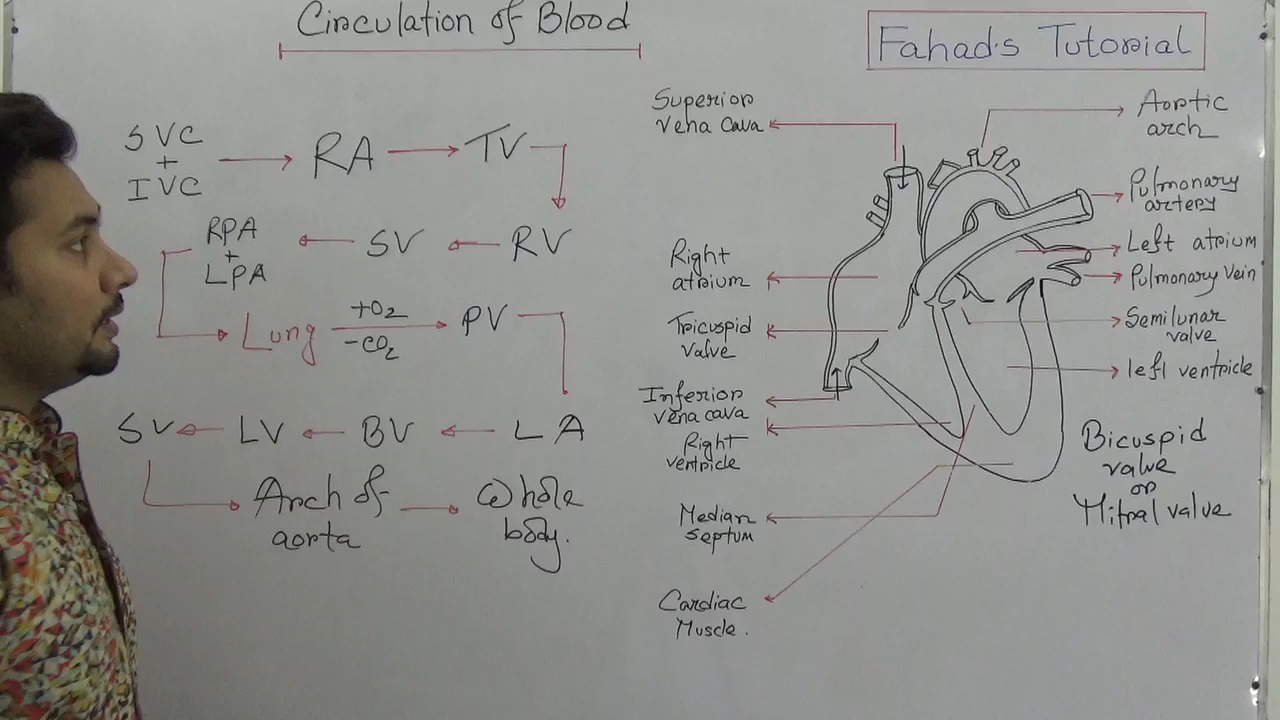 Circulation of Blood
Fahad's Tutorial
SVC
+
IVC
RA
TV
RPA
+
LPA
SV
RV
Lung
+O2
-CO2
PV
SV
LV
BV
LA
Arch of
aorta
Whole
body.
Superior
vena cava
Right
atrium
Tricuspid
valve
Inferior
vena cava
Right
ventricle
Median
septum
Cardiac
Muscle.
Aortic
arch
Pulmonary
artery
Left atrium
Pulmonary vein
Semilunar
valve
left ventricle
Bicuspid
valve
or
Mitral valve